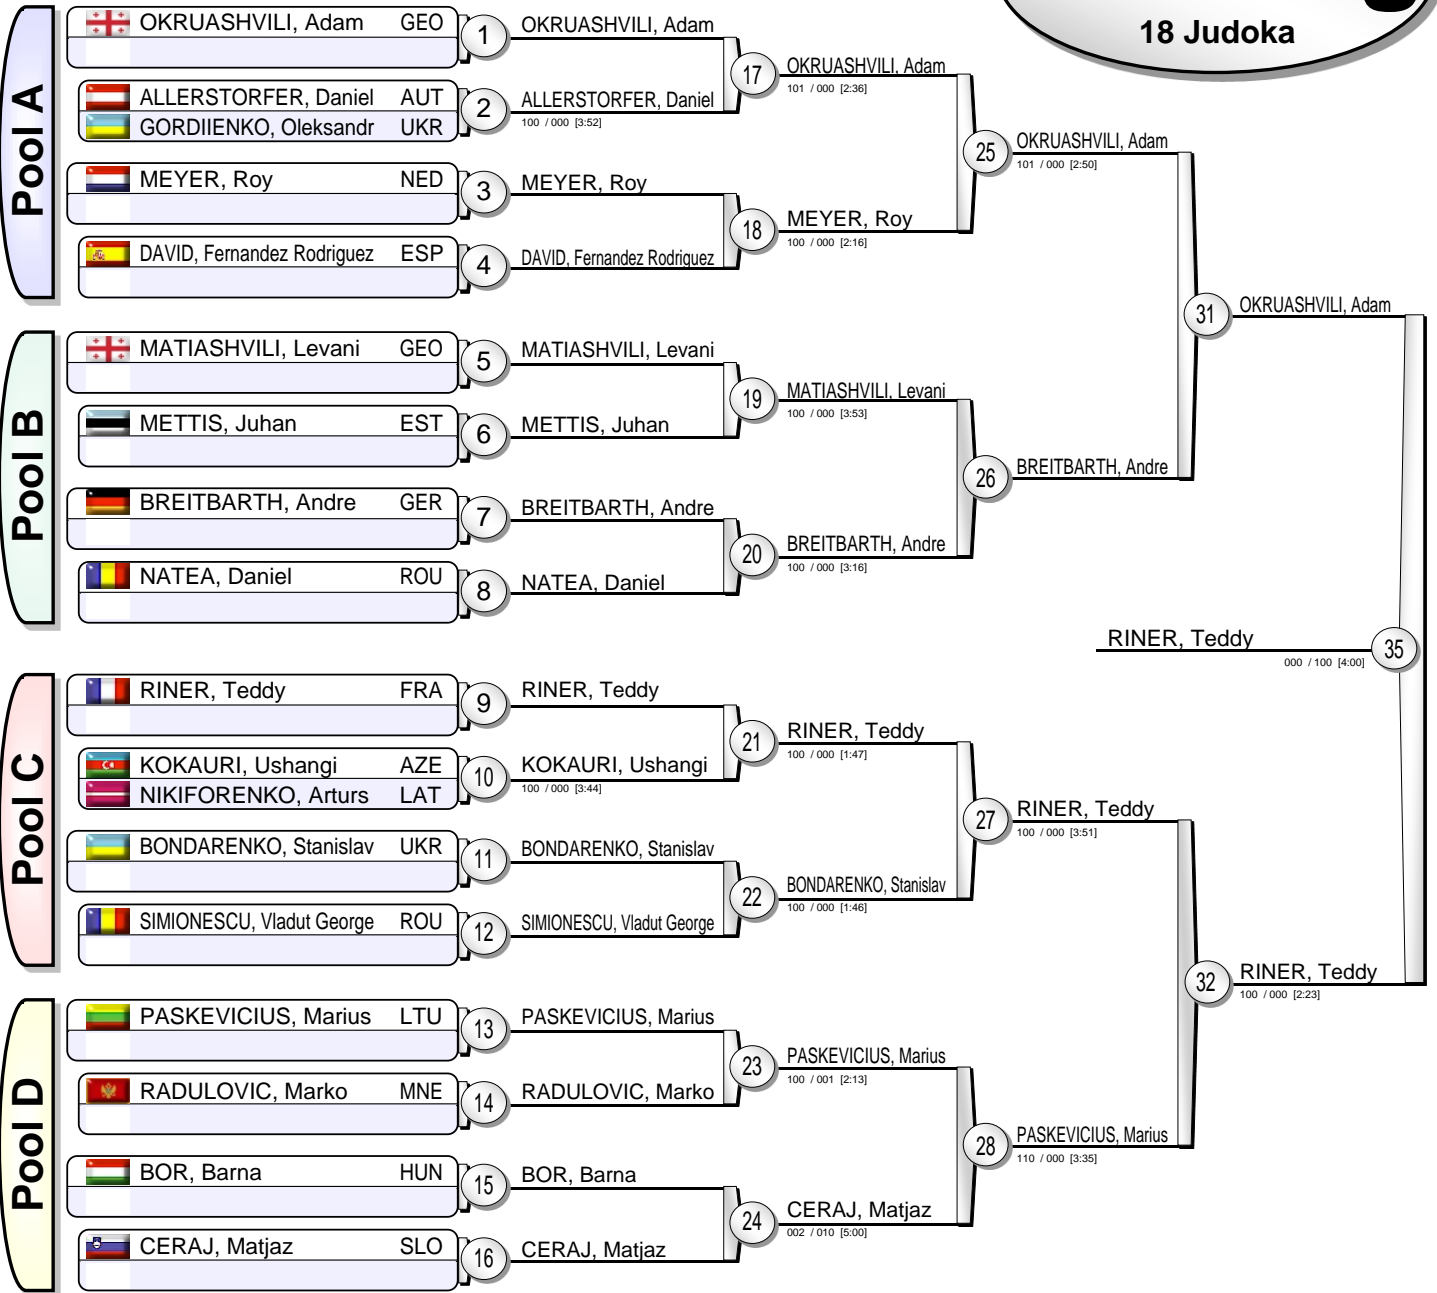 18 Judoka
Pool A
OKRUASHVILI, Adam GEO
1
OKRUASHVILI, Adam
ALLERSTORFER, Daniel AUT
GORDIIENKO, Oleksandr UKR
2
ALLERSTORFER, Daniel
100 / 000 [3:52]
17
OKRUASHVILI, Adam
101 / 000 [2:36]
MEYER, Roy NED
3
MEYER, Roy
DAVID, Fernandez Rodriguez ESP
4
DAVID, Fernandez Rodriguez
18
MEYER, Roy
100 / 000 [2:16]
25
OKRUASHVILI, Adam
101 / 000 [2:50]
Pool B
MATIASHVILI, Levani GEO
5
MATIASHVILI, Levani
METTIS, Juhan EST
6
METTIS, Juhan
19
MATIASHVILI, Levani
100 / 000 [3:53]
BREITBARTH, Andre GER
7
BREITBARTH, Andre
NATEA, Daniel ROU
8
NATEA, Daniel
20
BREITBARTH, Andre
100 / 000 [3:16]
26
BREITBARTH, Andre
31
OKRUASHVILI, Adam
Pool C
RINER, Teddy FRA
9
RINER, Teddy
KOKAURI, Ushangi AZE
NIKIFORENKO, Arturs LAT
10
KOKAURI, Ushangi
100 / 000 [3:44]
21
RINER, Teddy
100 / 000 [1:47]
BONDARENKO, Stanislav UKR
11
BONDARENKO, Stanislav
SIMIONESCU, Vladut George ROU
12
SIMIONESCU, Vladut George
22
BONDARENKO, Stanislav
100 / 000 [1:46]
27
RINER, Teddy
100 / 000 [3:51]
Pool D
PASKEVICIUS, Marius LTU
13
PASKEVICIUS, Marius
RADULOVIC, Marko MNE
14
RADULOVIC, Marko
23
PASKEVICIUS, Marius
100 / 001 [2:13]
BOR, Barna HUN
15
BOR, Barna
CERAJ, Matjaz SLO
16
CERAJ, Matjaz
24
CERAJ, Matjaz
002 / 010 [5:00]
28
PASKEVICIUS, Marius
110 / 000 [3:35]
32
RINER, Teddy
100 / 000 [2:23]
RINER, Teddy
000 / 100 [4:00]
35